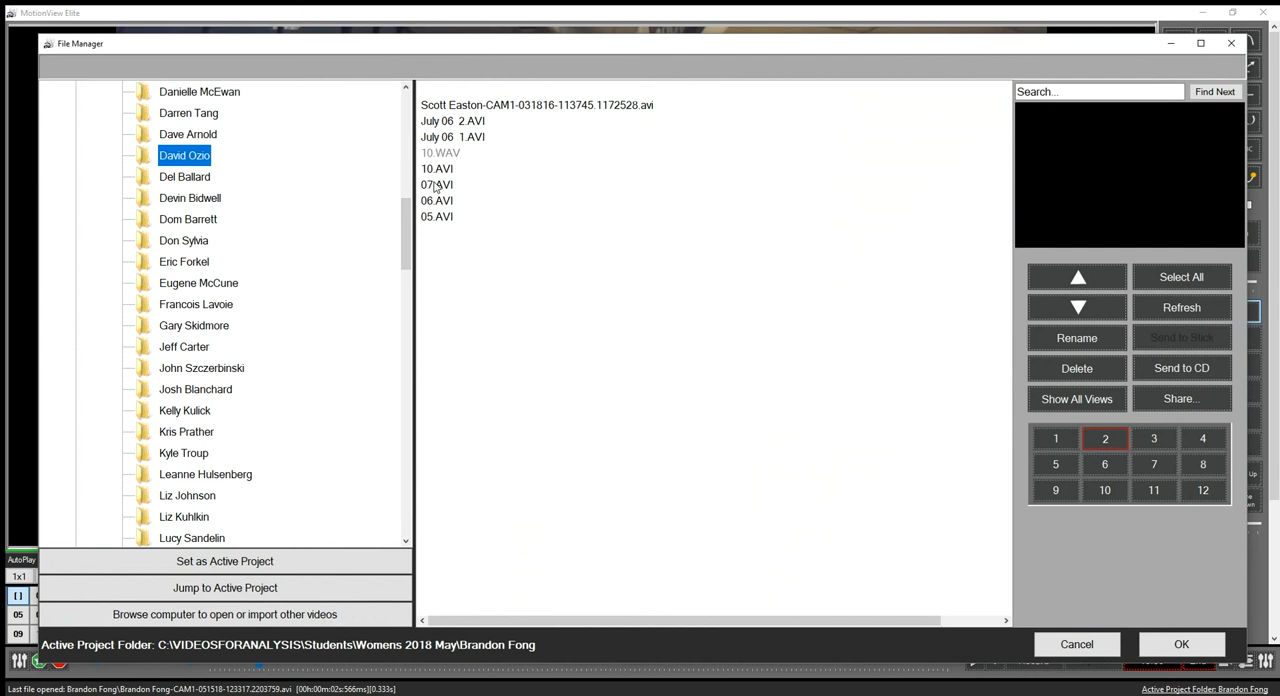 MotionView Elite
File Manager
Danielle McEwan
Darren Tang
Dave Arnold
David Ozio
Del Ballard
Devin Bidwell
Dom Barrett
Don Sylvia
Eric Forkel
Eugene McCune
Francois Lavoie
Gary Skidmore
Jeff Carter
John Szczerbinski
Josh Blanchard
Kelly Kulick
Kris Prather
Kyle Troup
Leanne Hulsenberg
Liz Johnson
Liz Kuhlkin
Lucy Sandelin
Set as Active Project
Jump to Active Project
Browse computer to open or import other videos
Scott Easton-CAM1-031816-113745.1172528.avi
July 06 2.AVI
July 06 1.AVI
10.WAV
10.AVI
07.AVI
06.AVI
05.AVI
Search... Find Next
Select All
Refresh
Rename Send to Stick
Delete Send to CD
Show All Views Share...
1 2 3 4
5 6 7 8
9 10 11 12
AutoPlay
1x1
[ ]
05
09
Active Project Folder: C:\VIDEOSFORANALYSIS\Students\Womens 2018 May\Brandon Fong
Cancel OK
Last file opened: Brandon Fong\Brandon Fong-CAM1-051518-123317.2203759.avi [00h:00m:02s:566ms][0.333s]
Active Project Folder: Brandon Fong